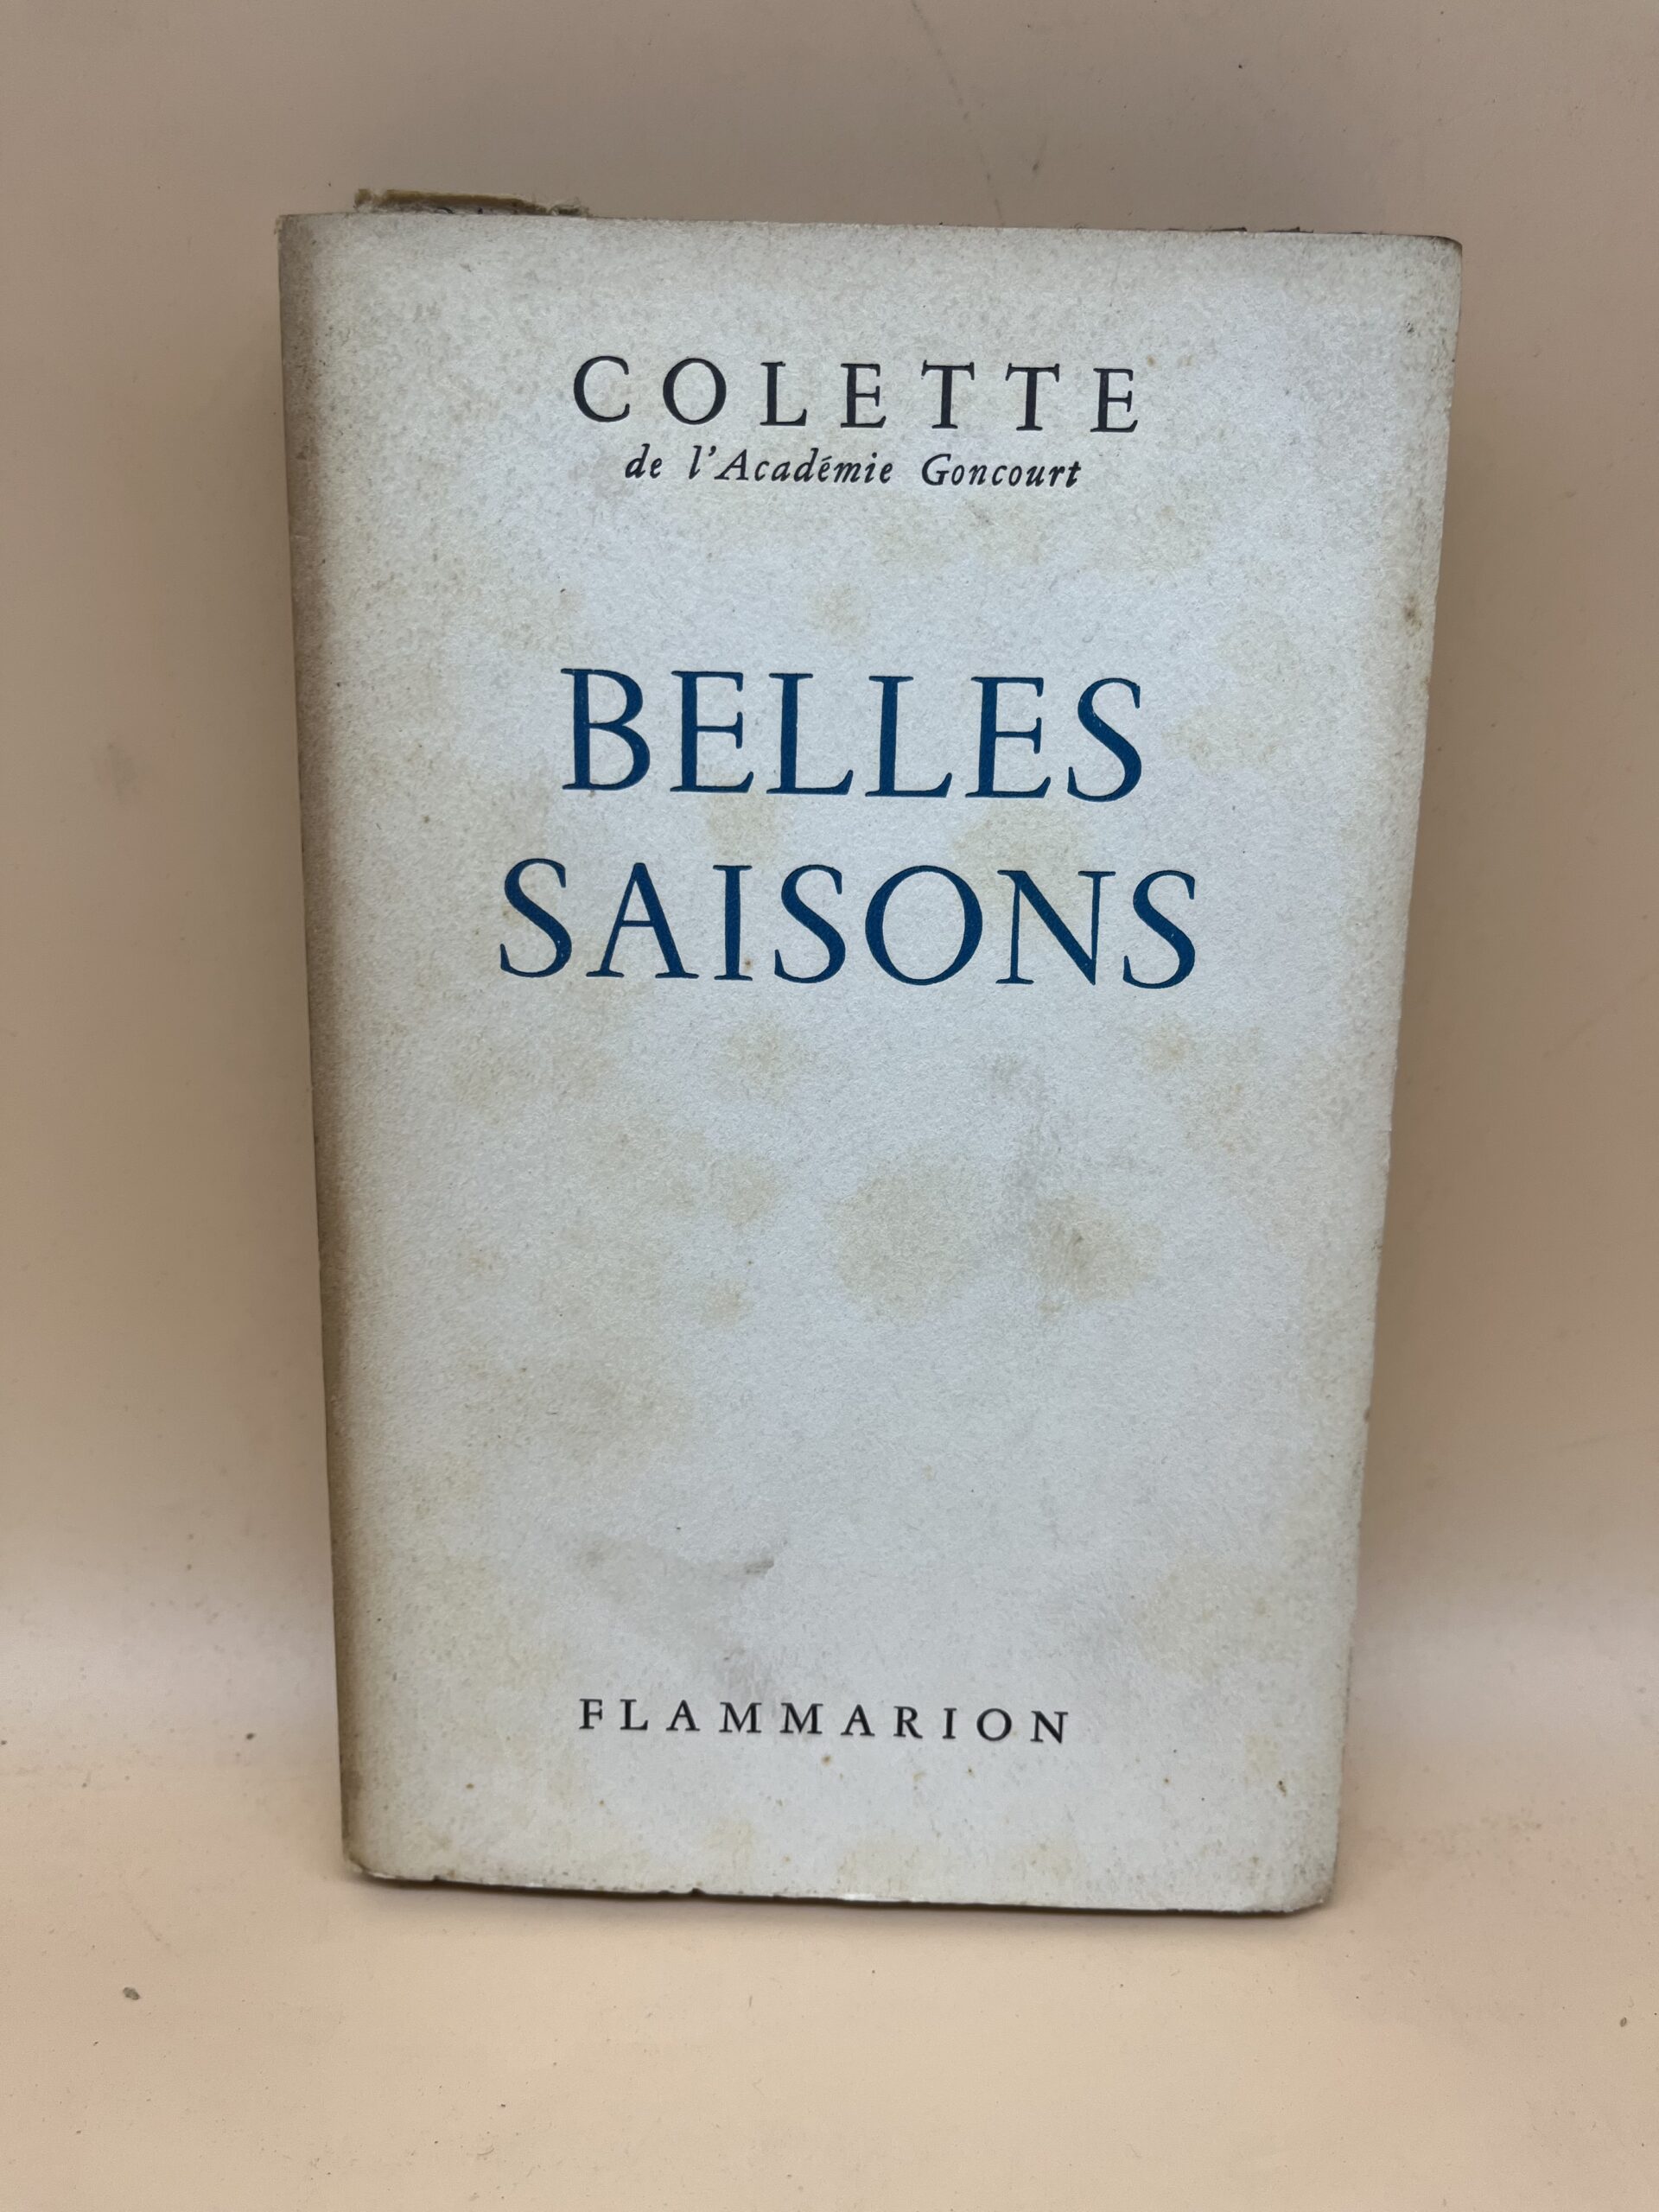 COLETTE
de l'Académie Goncourt
BELLES
SAISONS
FLAMMARION